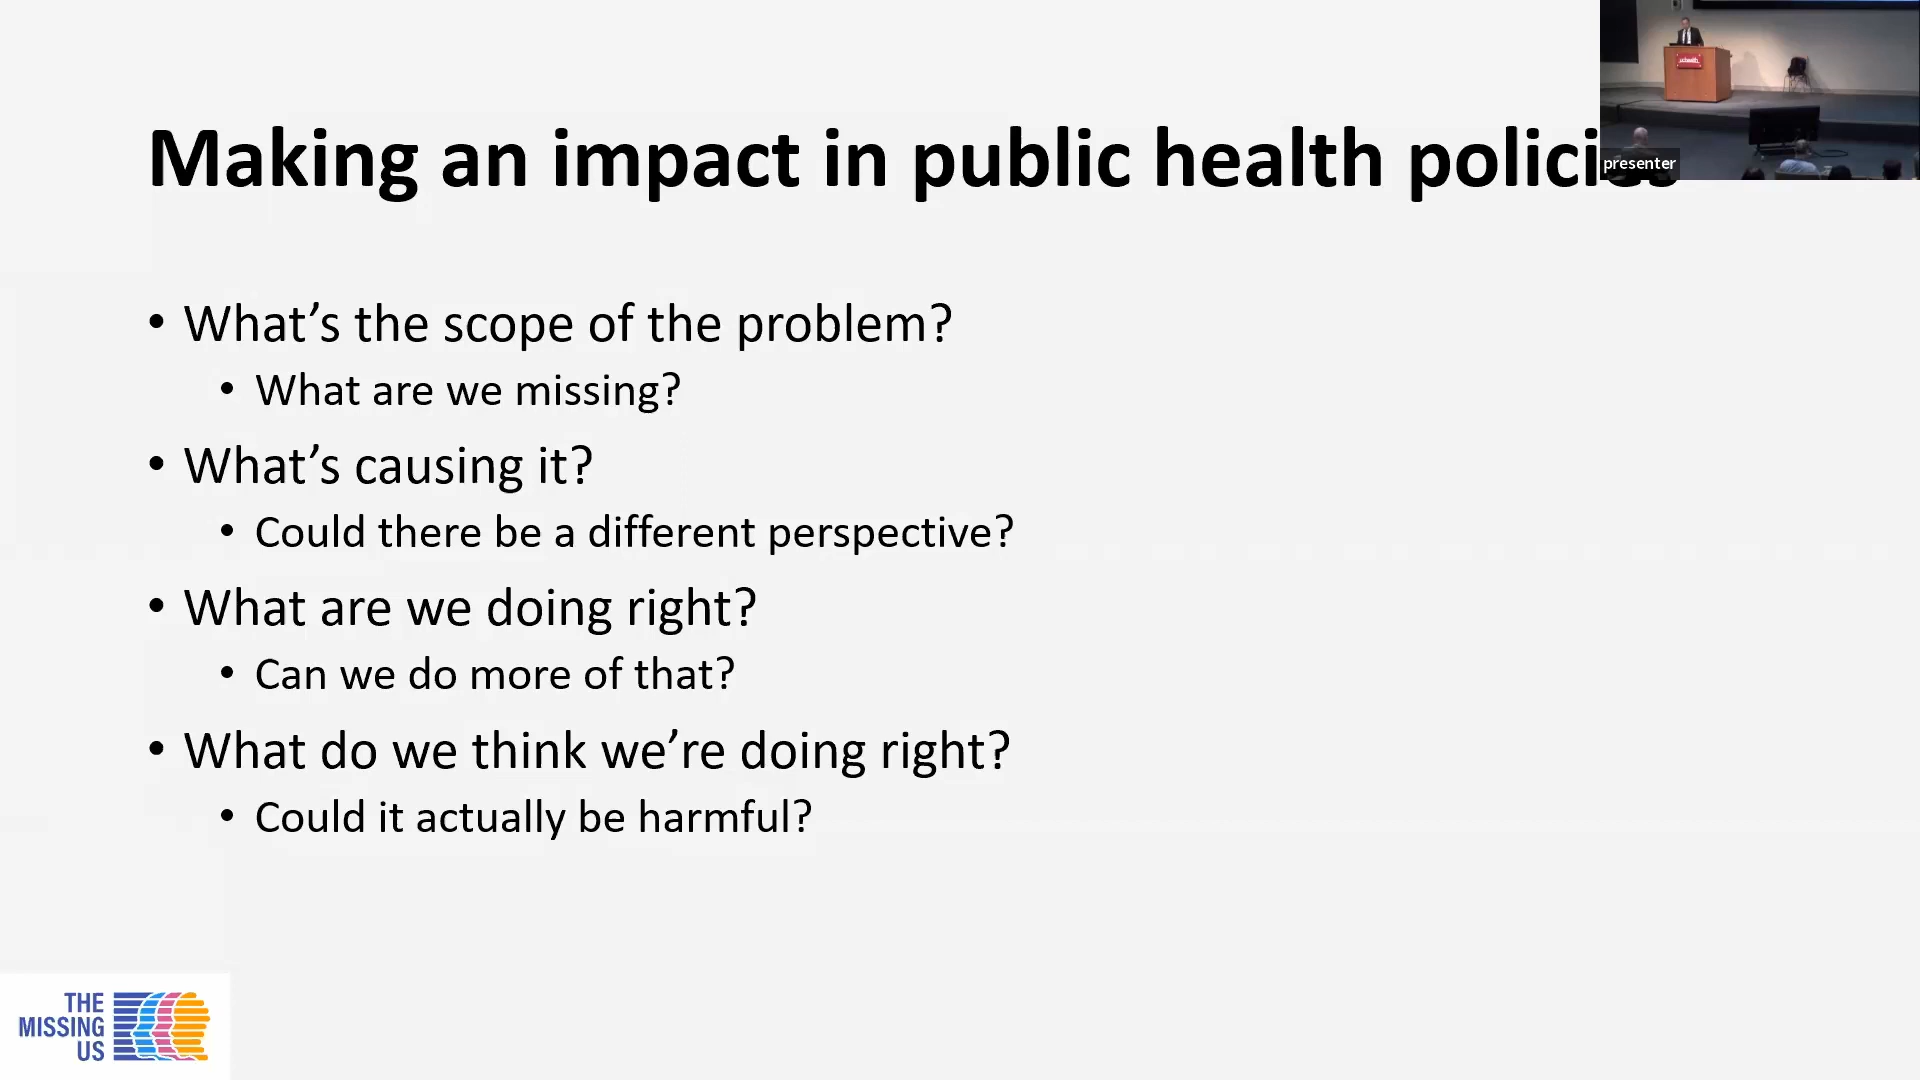 Making an impact in public health policies
presenter
• What’s the scope of the problem?
• What are we missing?
• What’s causing it?
• Could there be a different perspective?
• What are we doing right?
• Can we do more of that?
• What do we think we’re doing right?
• Could it actually be harmful?
THE
MISSING
US